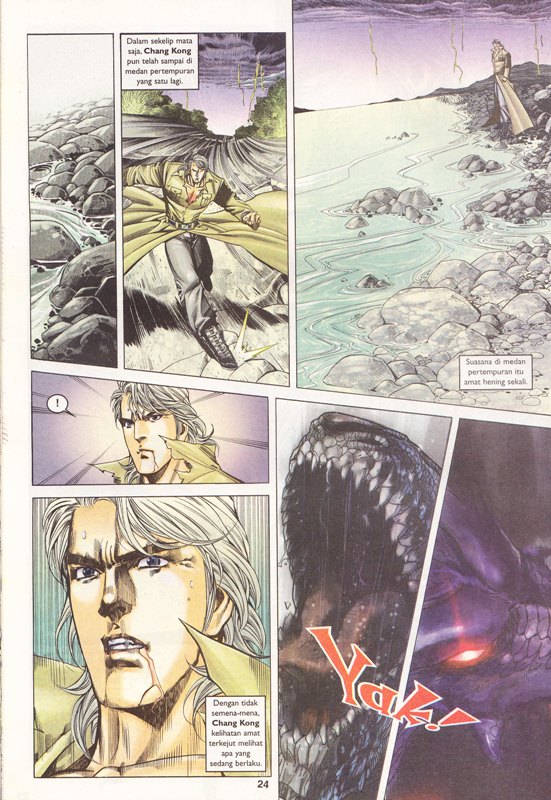 Dalam sekelip mata
saja, Chang Kong
pun telah sampai di
medan pertempuran
yang satu lagi.
Suasana di medan
pertempuran itu
amat hening sekali.
!
Dengan tidak
semena-mena,
Chang Kong
kelihatan amat
terkejut melihat
apa yang
sedang berlaku.
Yak!
24